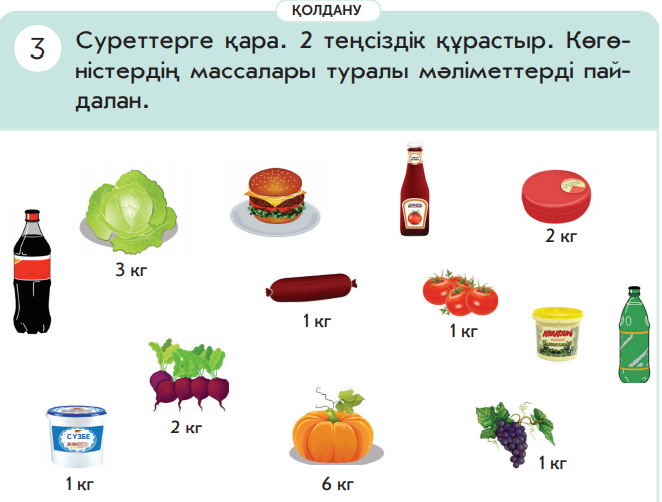 ҚОЛДАНУ
3
Суреттерге қара. 2 теңсіздік құрастыр. Көгө-
ністердің массалары туралы мәліметтерді пай-
далан.
3 кг
2 кг
1 кг
1 кг
2 кг
СҮЗБЕ
1 кг
6 кг
1 кг